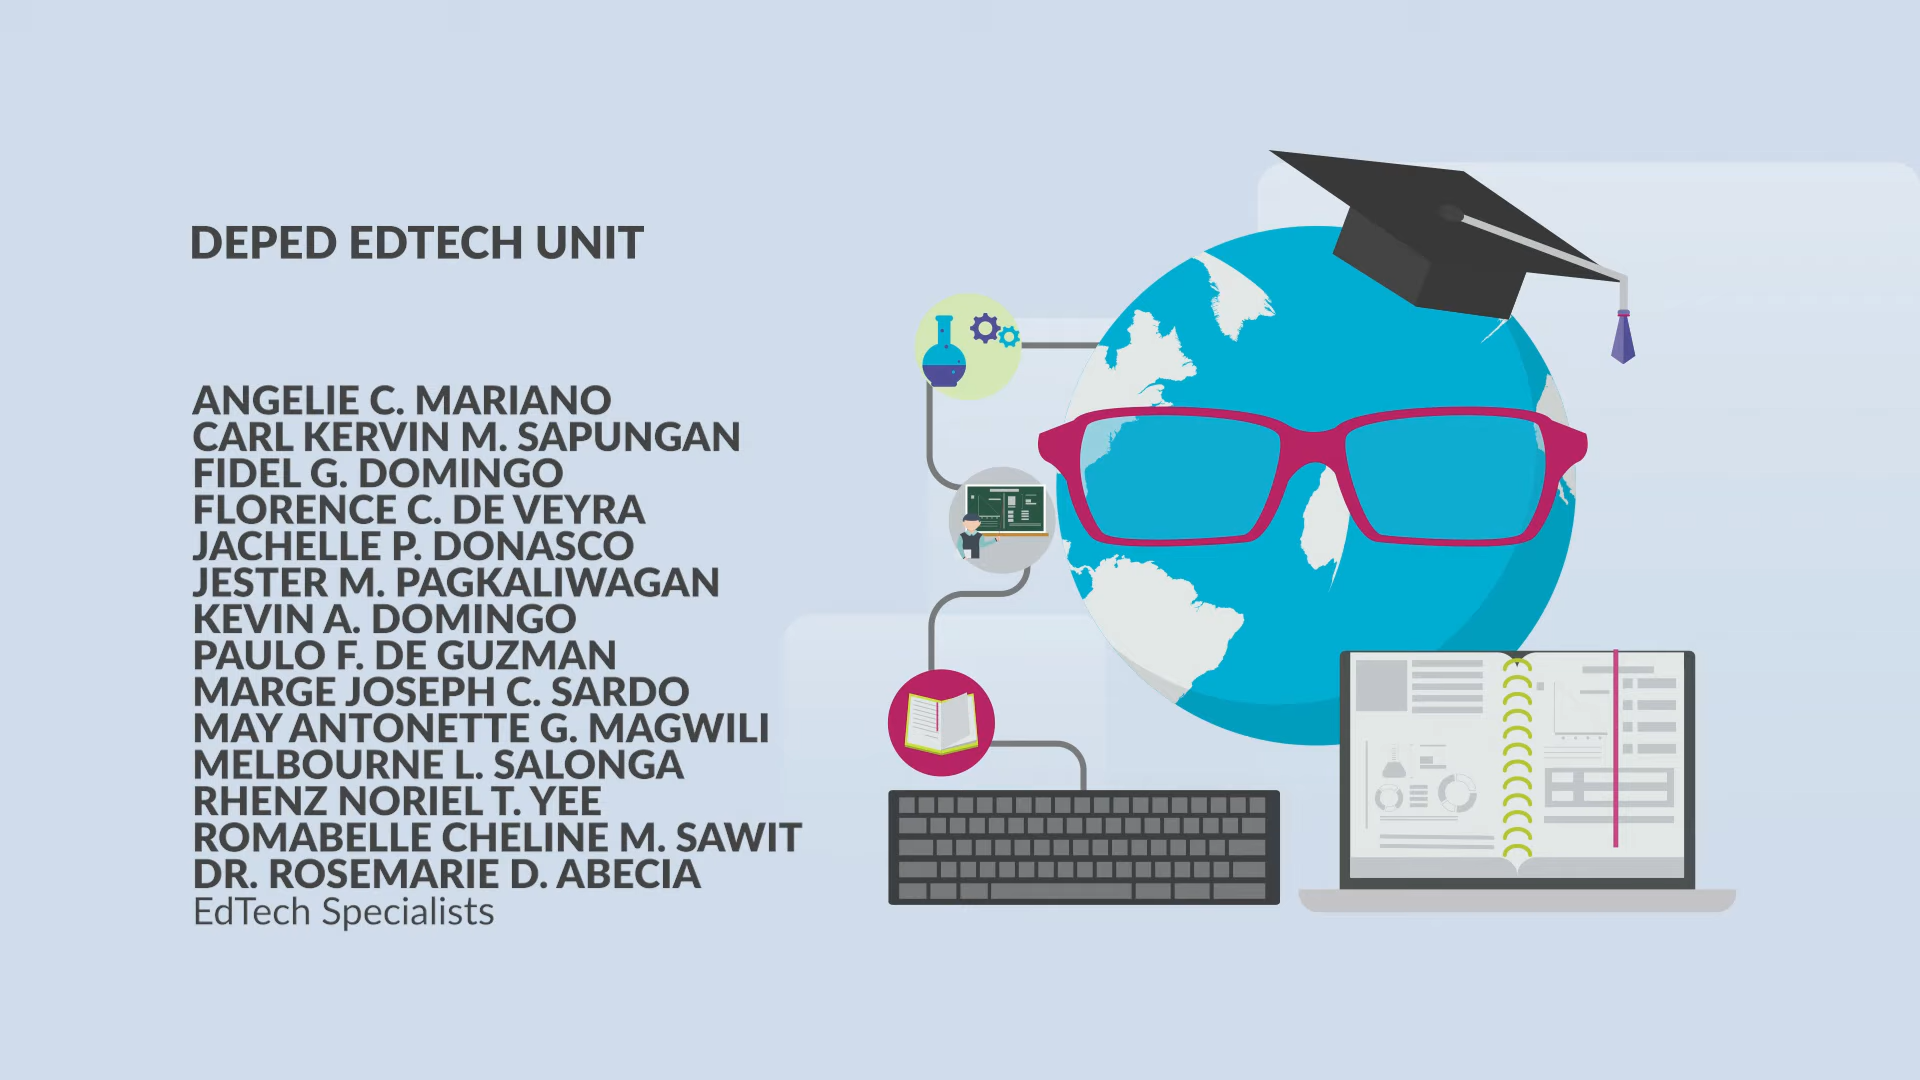 DEPED EDTECH UNIT
ANGELIE C. MARIANO
CARL KERVIN M. SAPUNGAN
FIDEL G. DOMINGO
FLORENCE C. DE VEYRA
JACHELLE P. DONASCO
JESTER M. PAGKALIWAGAN
KEVIN A. DOMINGO
PAULO F. DE GUZMAN
MARGE JOSEPH C. SARDO
MAY ANTONETTE G. MAGWILI
MELBOURNE L. SALONGA
RHENZ NORIEL T. YEE
ROMABELLE CHELINE M. SAWIT
DR. ROSEMARIE D. ABECIA
EdTech Specialists